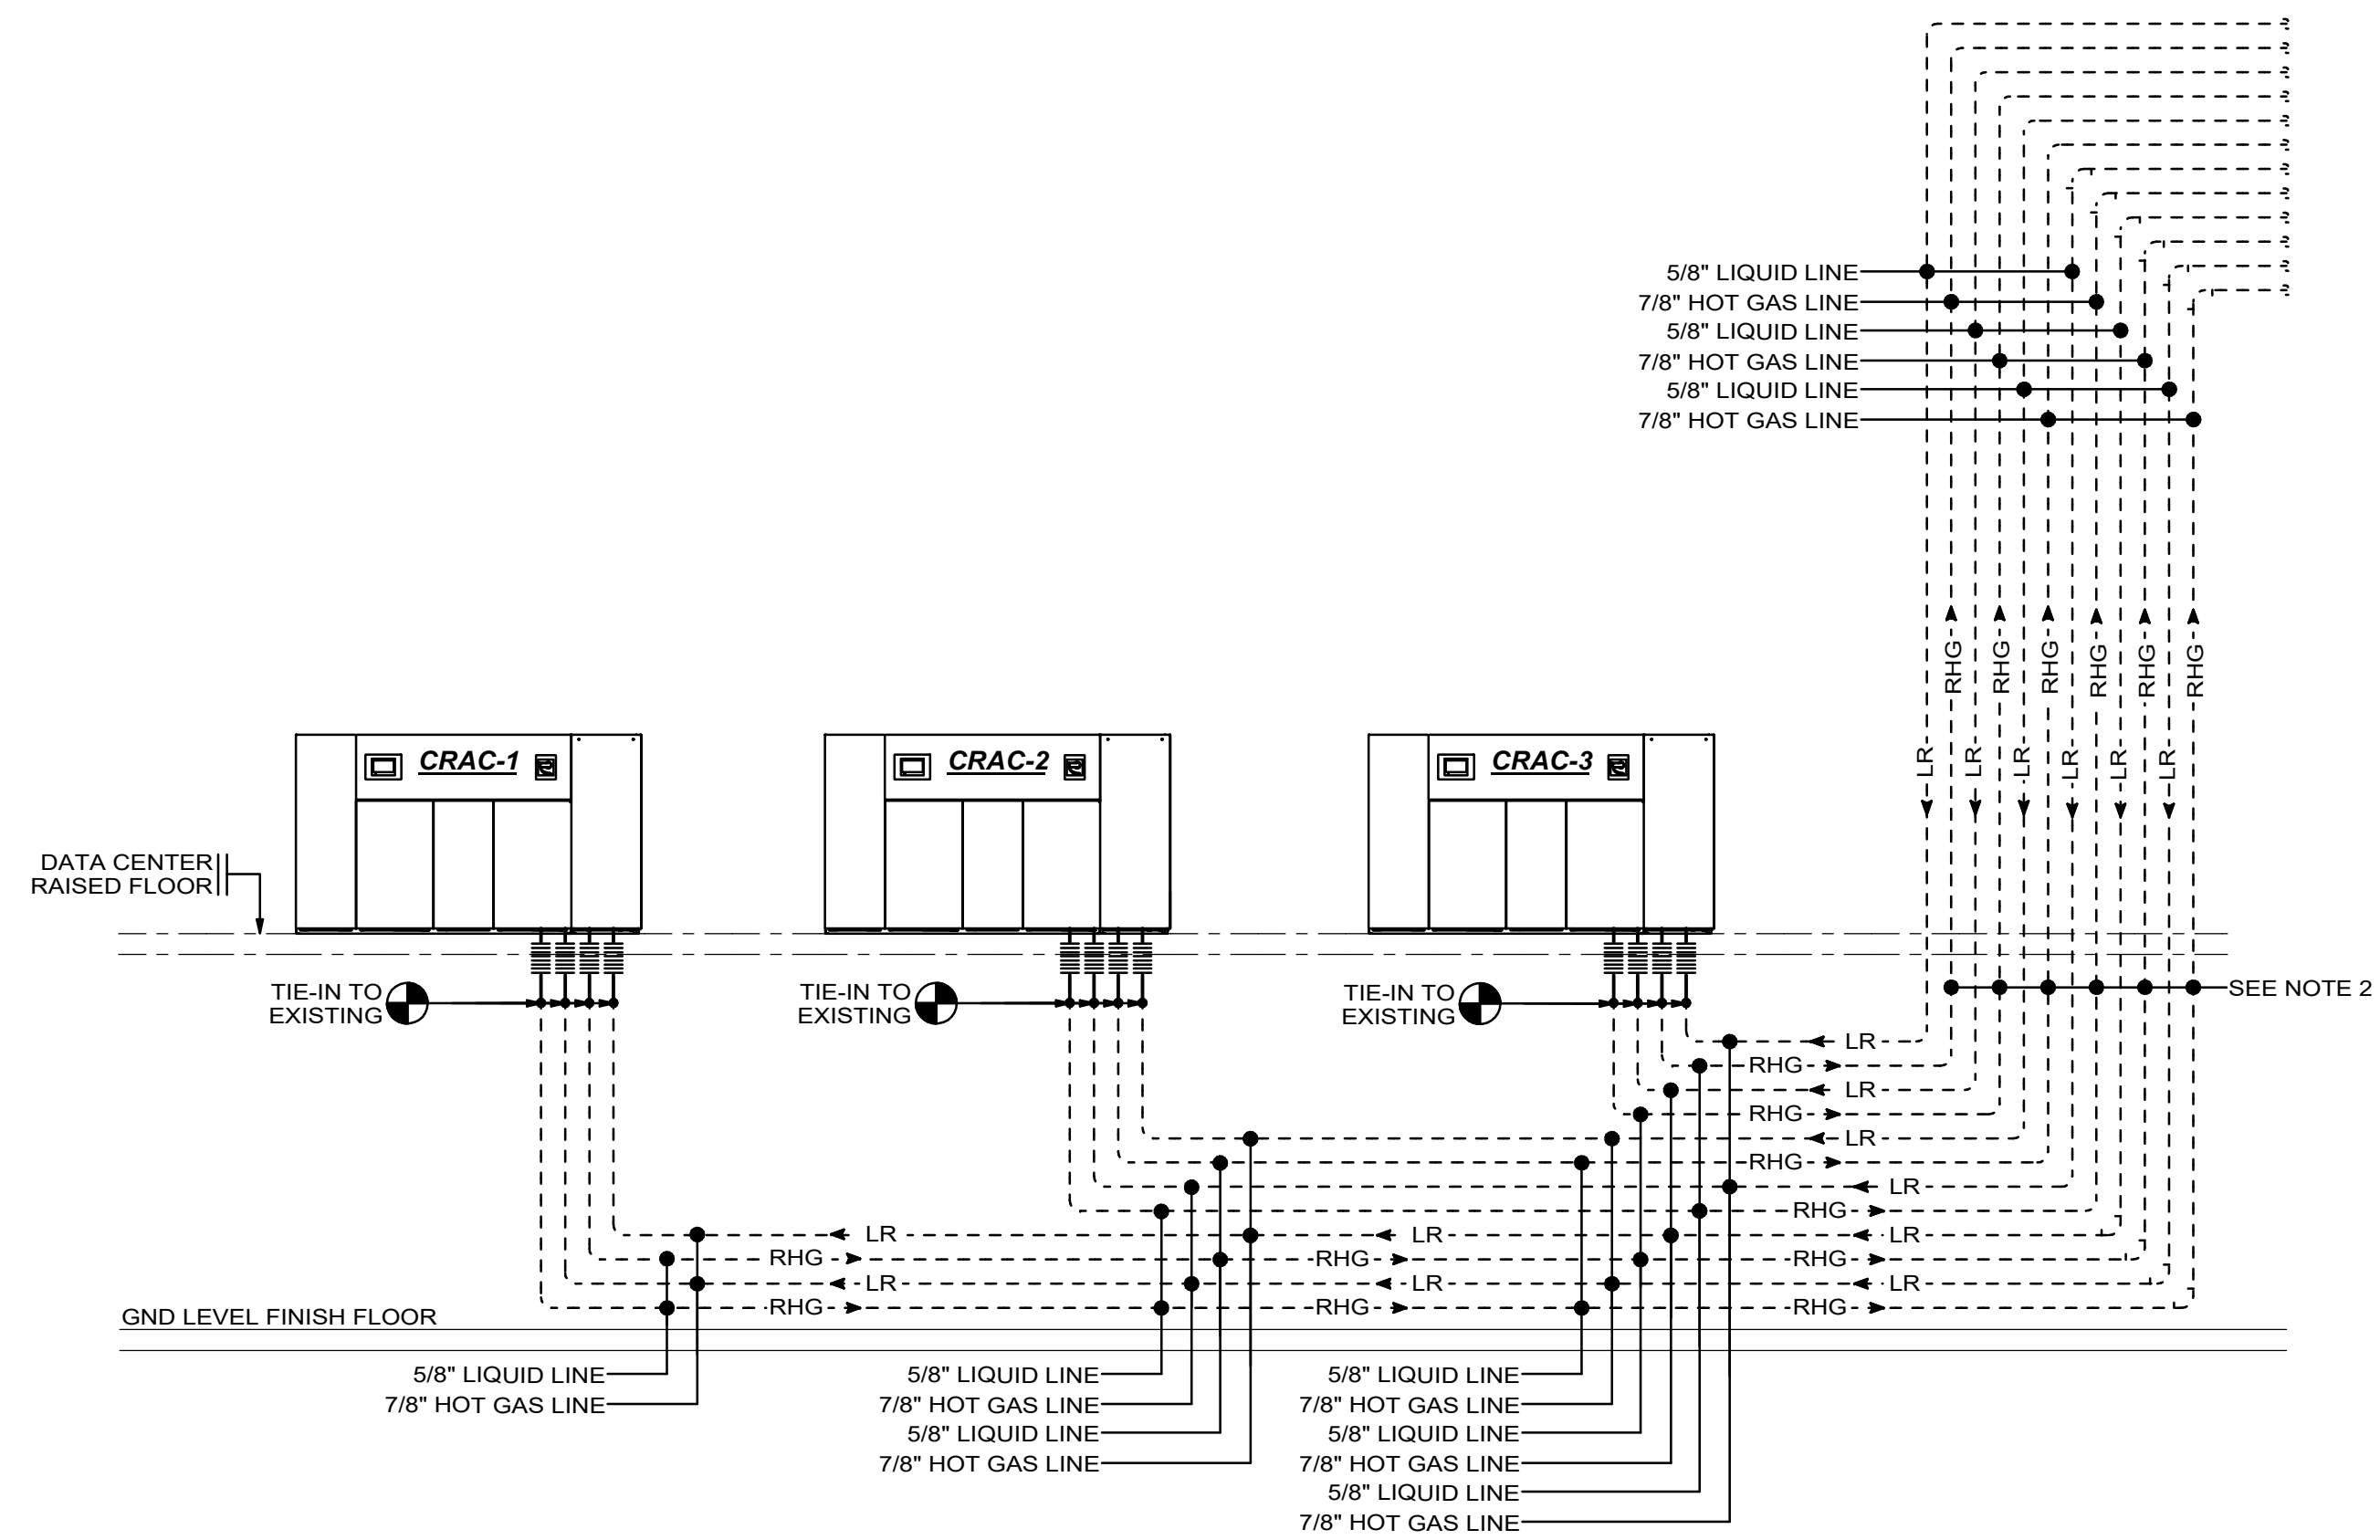 5/8" LIQUID LINE
7/8" HOT GAS LINE
5/8" LIQUID LINE
7/8" HOT GAS LINE
5/8" LIQUID LINE
7/8" HOT GAS LINE
RHG
RHG
RHG
RHG
RHG
RHG
LR
LR
LR
LR
LR
LR
CRAC-1
CRAC-2
CRAC-3
DATA CENTER
RAISED FLOOR
TIE-IN TO
EXISTING
TIE-IN TO
EXISTING
TIE-IN TO
EXISTING
SEE NOTE 2
LR
RHG
LR
RHG
LR
RHG
LR
RHG
LR
LR
LR
RHG
RHG
RHG
LR
LR
LR
RHG
RHG
RHG
GND LEVEL FINISH FLOOR
5/8" LIQUID LINE
7/8" HOT GAS LINE
5/8" LIQUID LINE
7/8" HOT GAS LINE
5/8" LIQUID LINE
7/8" HOT GAS LINE
5/8" LIQUID LINE
7/8" HOT GAS LINE
5/8" LIQUID LINE
7/8" HOT GAS LINE
5/8" LIQUID LINE
7/8" HOT GAS LINE